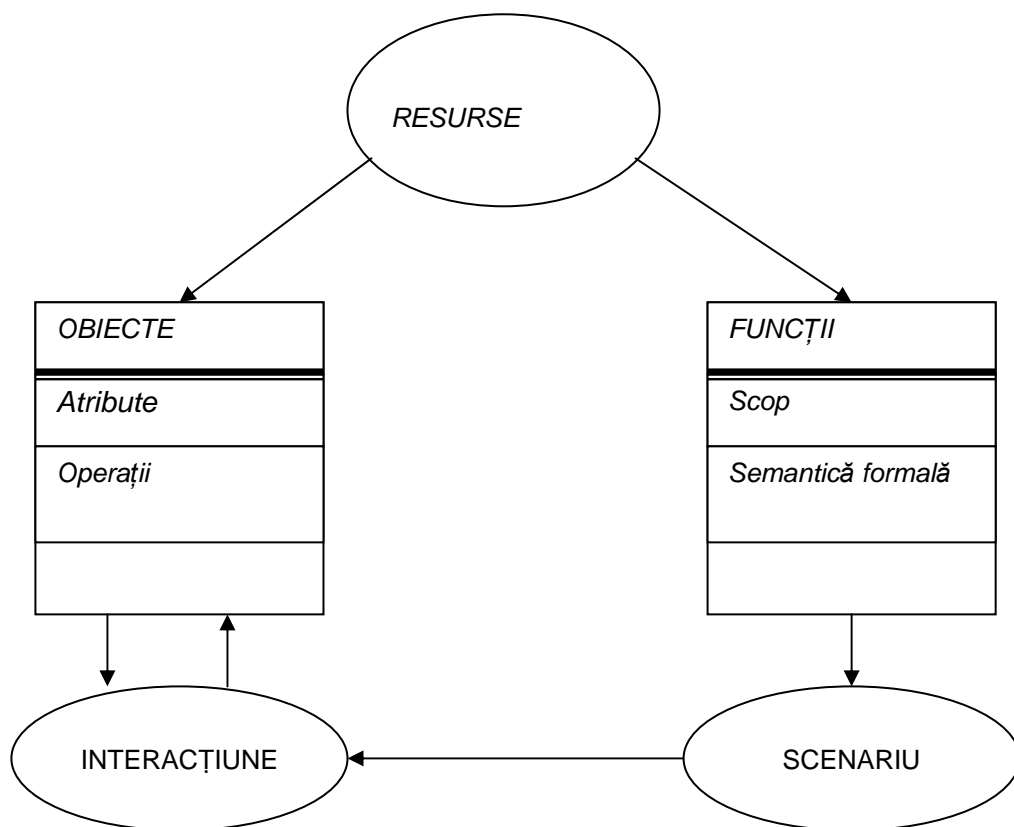 RESURSE
OBIECTE
Atribute
Operații
FUNCȚII
Scop
Semantică formală
INTERACȚIUNE
SCENARIU